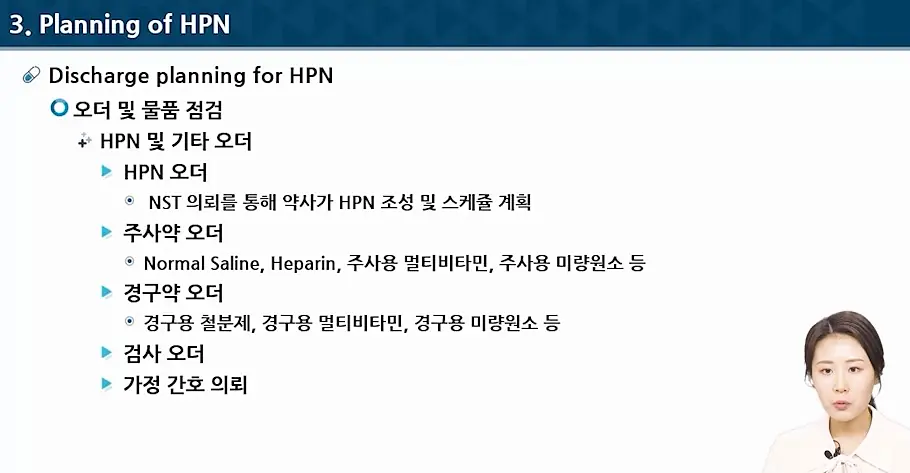 3. Planning of HPN
Discharge planning for HPN
오더 및 물품 점검
HPN 및 기타 오더
HPN 오더
NST 의뢰를 통해 약사가 HPN 조성 및 스케쥴 계획
주사약 오더
Normal Saline, Heparin, 주사용 멀티비타민, 주사용 미량원소 등
경구약 오더
경구용 철분제, 경구용 멀티비타민, 경구용 미량원소 등
검사 오더
가정 간호 의뢰